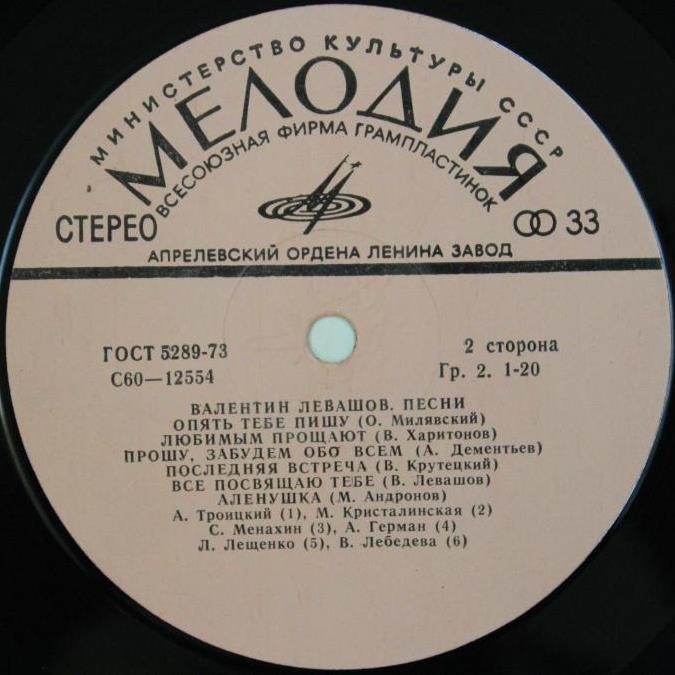 МИНИСТЕРСТВО КУЛЬТУРЫ СССР
МЕЛОДИЯ
ВСЕСОЮЗНАЯ ФИРМА ГРАМПЛАСТИНОК
СТЕРЕО
33
АПРЕЛЕВСКИЙ ОРДЕНА ЛЕНИНА ЗАВОД
ГОСТ 5289-73
2 сторона
С60—12554
Гр. 2. 1-20
ВАЛЕНТИН ЛЕВАШОВ. ПЕСНИ
ОПЯТЬ ТЕБЕ ПИШУ (О. Милявский)
ЛЮБИМЫМ ПРОЩАЮТ (В. Харитонов)
ПРОШУ, ЗАБУДЕМ ОБО ВСЕМ (А. Дементьев)
ПОСЛЕДНЯЯ ВСТРЕЧА (В. Крутецкий)
ВСЕ ПОСВЯЩАЮ ТЕБЕ (В. Левашов)
АЛЕНУШКА (М. Андронов)
А. Троицкий (1), М. Кристалинская (2)
С. Менахин (3), А. Герман (4)
Л. Лещенко (5), В. Лебедева (6)